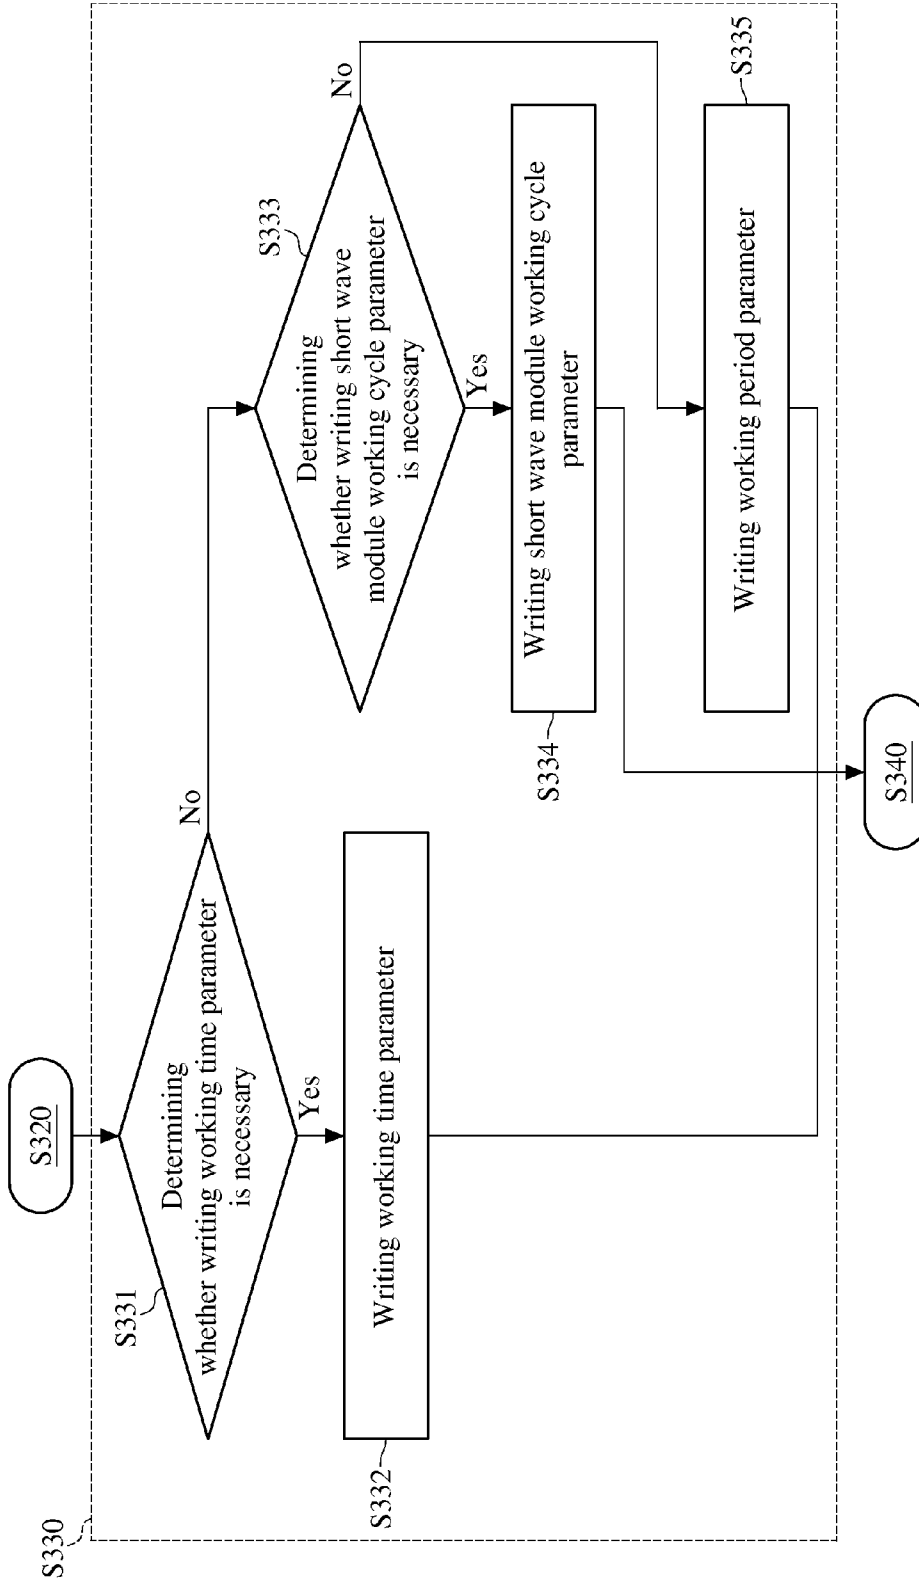 S330
S320
S331
Determining
whether writing working time parameter
is necessary
No
Yes
S332
Writing working time parameter
S333
Determining
whether writing short wave
module working cycle parameter
is necessary
No
Yes
S334
Writing short wave module working cycle
parameter
S335
Writing working period parameter
S340